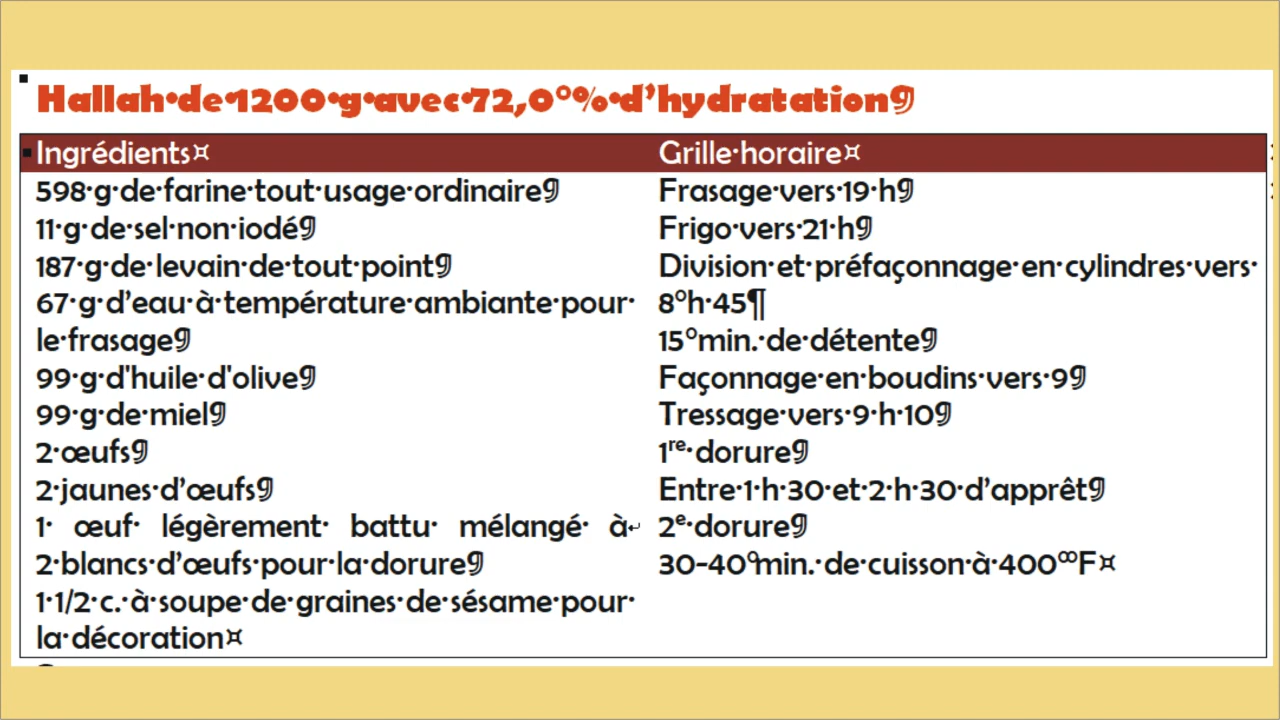 Hallah de 1200 g avec 72,0 % d’hydratation
Ingrédients
598 g de farine tout usage ordinaire
11 g de sel non iodé
187 g de levain de tout point
67 g d’eau à température ambiante pour
le frasage
99 g d'huile d'olive
99 g de miel
2 œufs
2 jaunes d’œufs
1 œuf légèrement battu mélangé à
2 blancs d’œufs pour la dorure
1 1/2 c. à soupe de graines de sésame pour
la décoration
Grille horaire
Frasage vers 19 h
Frigo vers 21 h
Division et préfaçonnage en cylindres vers
8 h 45
15 min. de détente
Façonnage en boudins vers 9
Tressage vers 9 h 10
1re dorure
Entre 1 h 30 et 2 h 30 d’apprêt
2e dorure
30-40 min. de cuisson à 400 °F